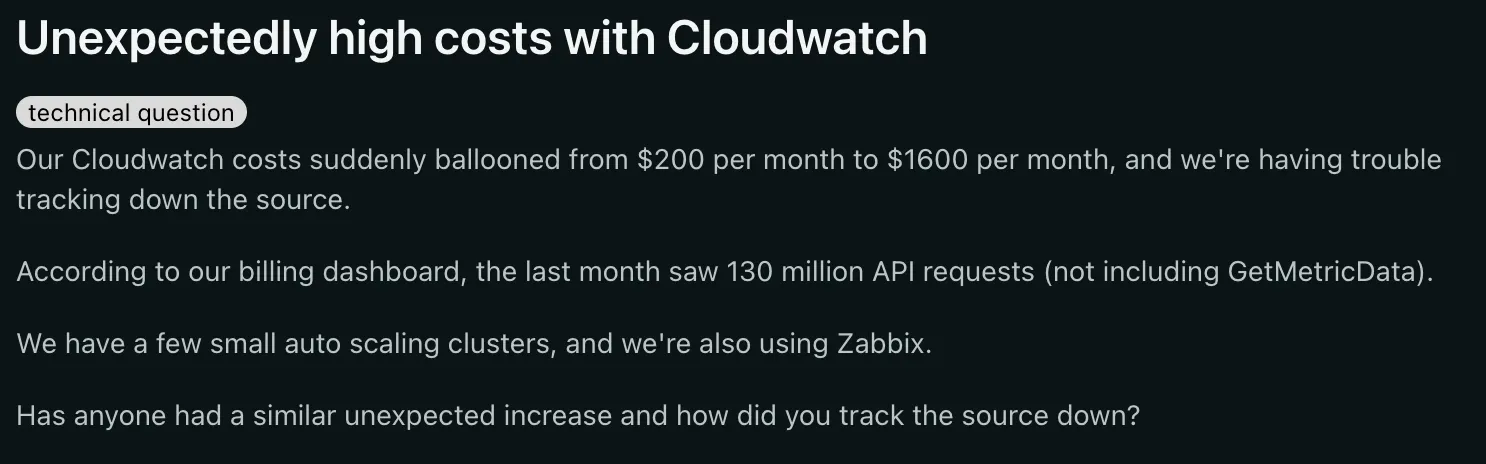 Unexpectedly high costs with Cloudwatch
technical question
Our Cloudwatch costs suddenly ballooned from $200 per month to $1600 per month, and we're having trouble
tracking down the source.
According to our billing dashboard, the last month saw 130 million API requests (not including GetMetricData).
We have a few small auto scaling clusters, and we're also using Zabbix.
Has anyone had a similar unexpected increase and how did you track the source down?